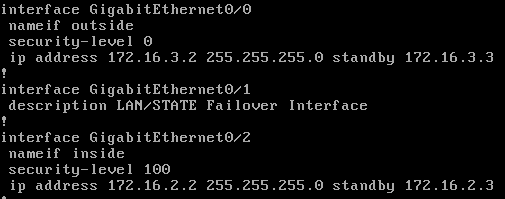 interface GigabitEthernet0/0
 nameif outside
 security-level 0
 ip address 172.16.3.2 255.255.255.0 standby 172.16.3.3
!
interface GigabitEthernet0/1
 description LAN/STATE Failover Interface
!
interface GigabitEthernet0/2
 nameif inside
 security-level 100
 ip address 172.16.2.2 255.255.255.0 standby 172.16.2.3